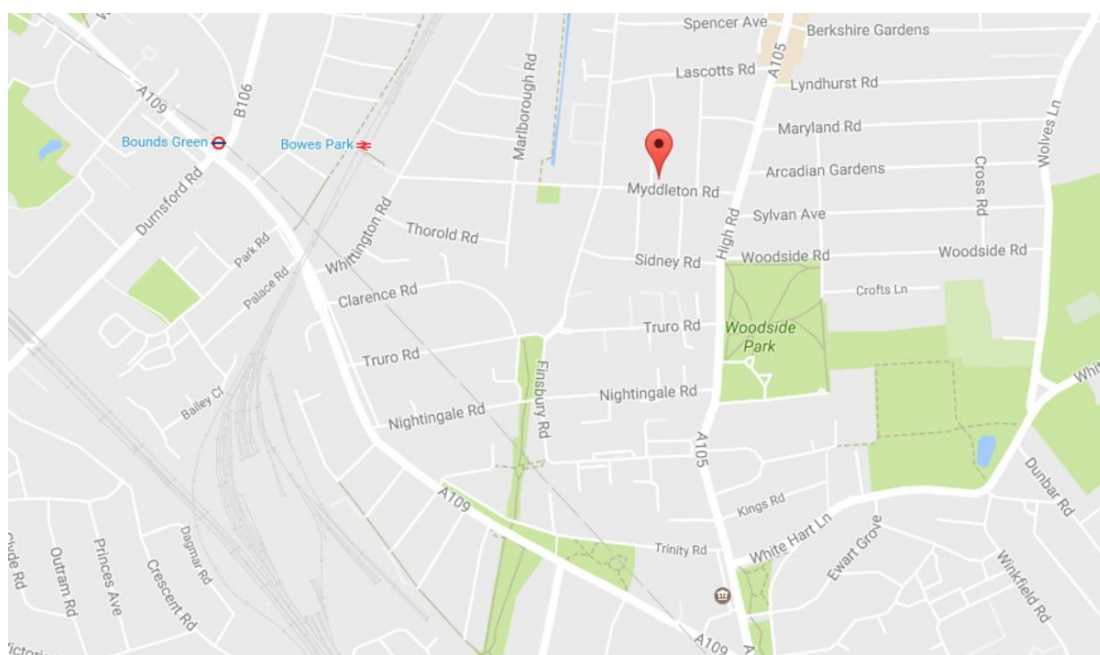 Spencer Ave
Berkshire Gardens
A105
Lascotts Rd
Lyndhurst Rd
A109
B106
Marlborough Rd
Wolves Ln
Maryland Rd
Bounds Green
Bowes Park
Arcadian Gardens
Cross Rd
Myddleton Rd
Durnsford Rd
Sylvan Ave
Whittington Rd
Thorold Rd
High Rd
Park Rd
Sidney Rd
Woodside Rd
Woodside Rd
Palace Rd
Clarence Rd
Crofts Ln
Truro Rd
Woodside
Park
Truro Rd
Finsbury Rd
Bailey Cl
Nightingale Rd
Nightingale Rd
A105
A109
Kings Rd
Dunbar Rd
White Hart Ln
Ewart Grove
Trinity Rd
Dagmar Rd
Outram Rd
Princes Ave
Crescent Rd
Winkfield Rd
A109